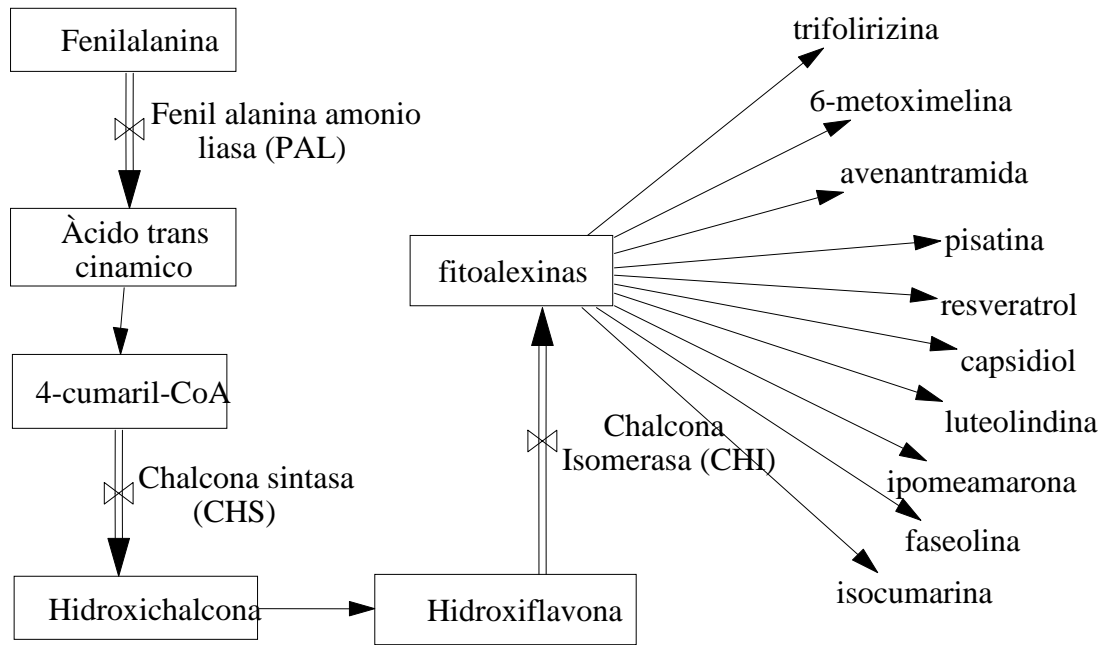 Fenilalanina
Fenil alanina amonio
liasa (PAL)
Àcido trans
cinamico
4-cumaril-CoA
Chalcona sintasa
(CHS)
Hidroxichalcona
Hidroxiflavona
Chalcona
Isomerasa (CHI)
fitoalexinas
trifolirizina
6-metoximelina
avenantramida
pisatina
resveratrol
capsidiol
luteolindina
ipomeamarona
faseolina
isocumarina